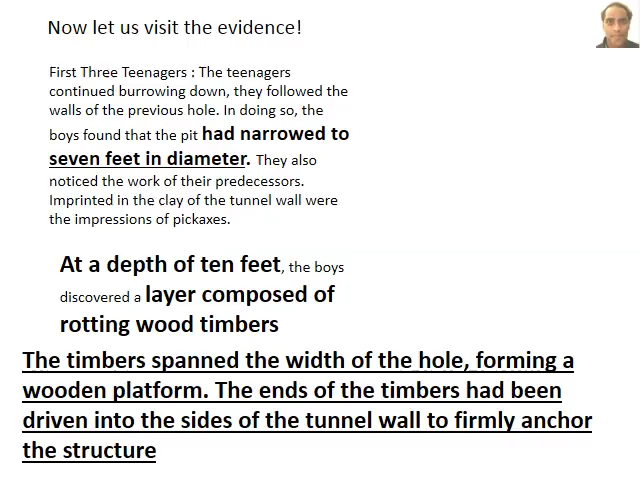 Now let us visit the evidence!
First Three Teenagers : The teenagers
continued burrowing down, they followed the
walls of the previous hole. In doing so, the
boys found that the pit had narrowed to
seven feet in diameter. They also
noticed the work of their predecessors.
Imprinted in the clay of the tunnel wall were
the impressions of pickaxes.
At a depth of ten feet, the boys
discovered a layer composed of
rotting wood timbers
The timbers spanned the width of the hole, forming a
wooden platform. The ends of the timbers had been
driven into the sides of the tunnel wall to firmly anchor
the structure